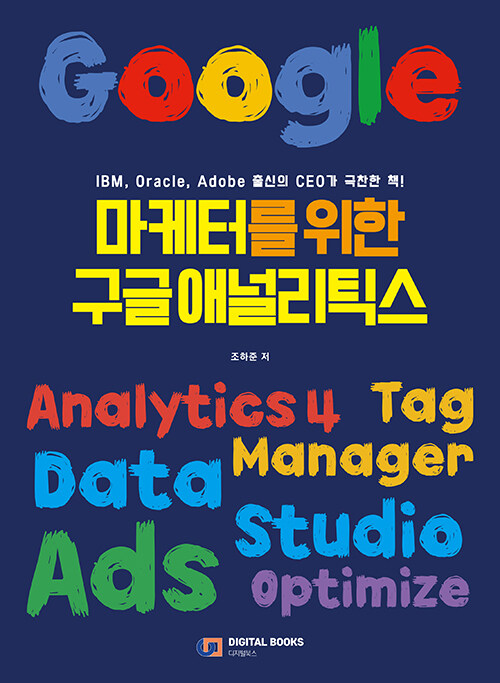 Google
IBM, Oracle, Adobe 출신의 CEO가 극찬한 책!
마케터를 위한
구글 애널리틱스
조하준 저
Analytics 4 Tag
Manager
Data
Studio
Ads
Optimize
DIGITAL BOOKS
디지털북스